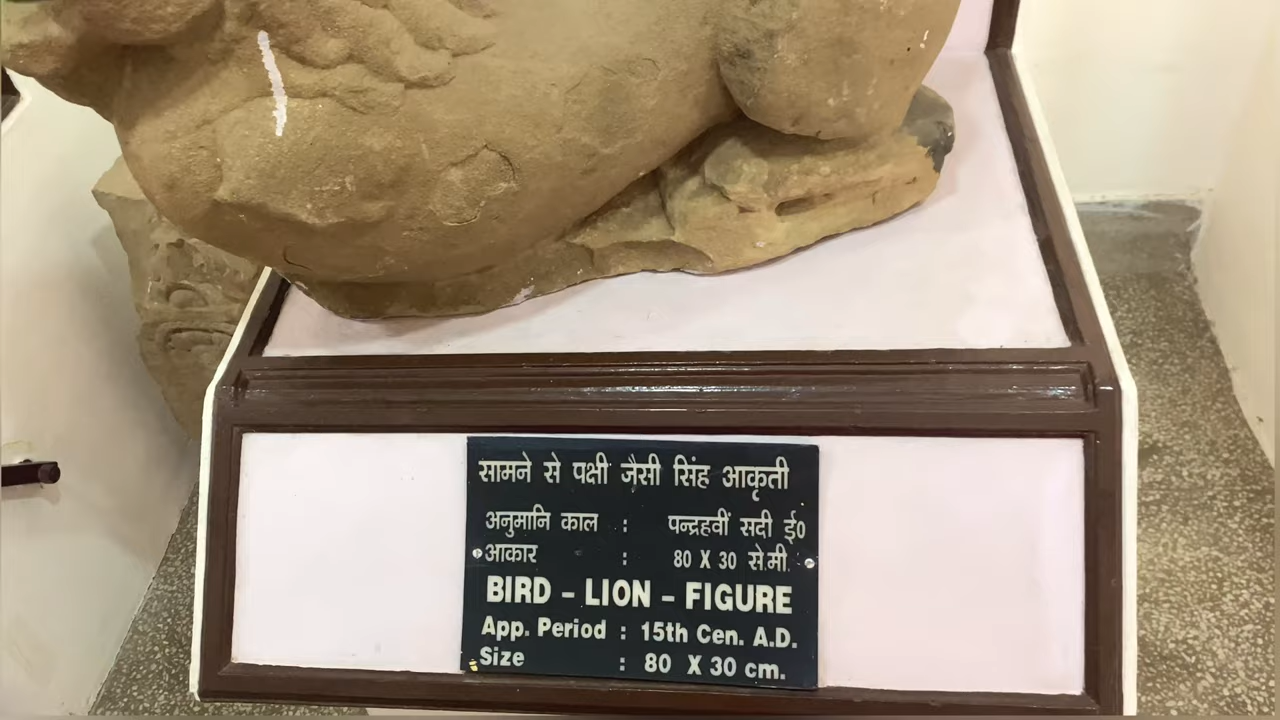 सामने से पक्षी जैसी सिंह आकृती
अनुमानि काल : पन्द्रहवीं सदी ई०
आकार : 80 X 30 से.मी.
BIRD – LION – FIGURE
App. Period : 15th Cen. A.D.
Size : 80 X 30 cm.